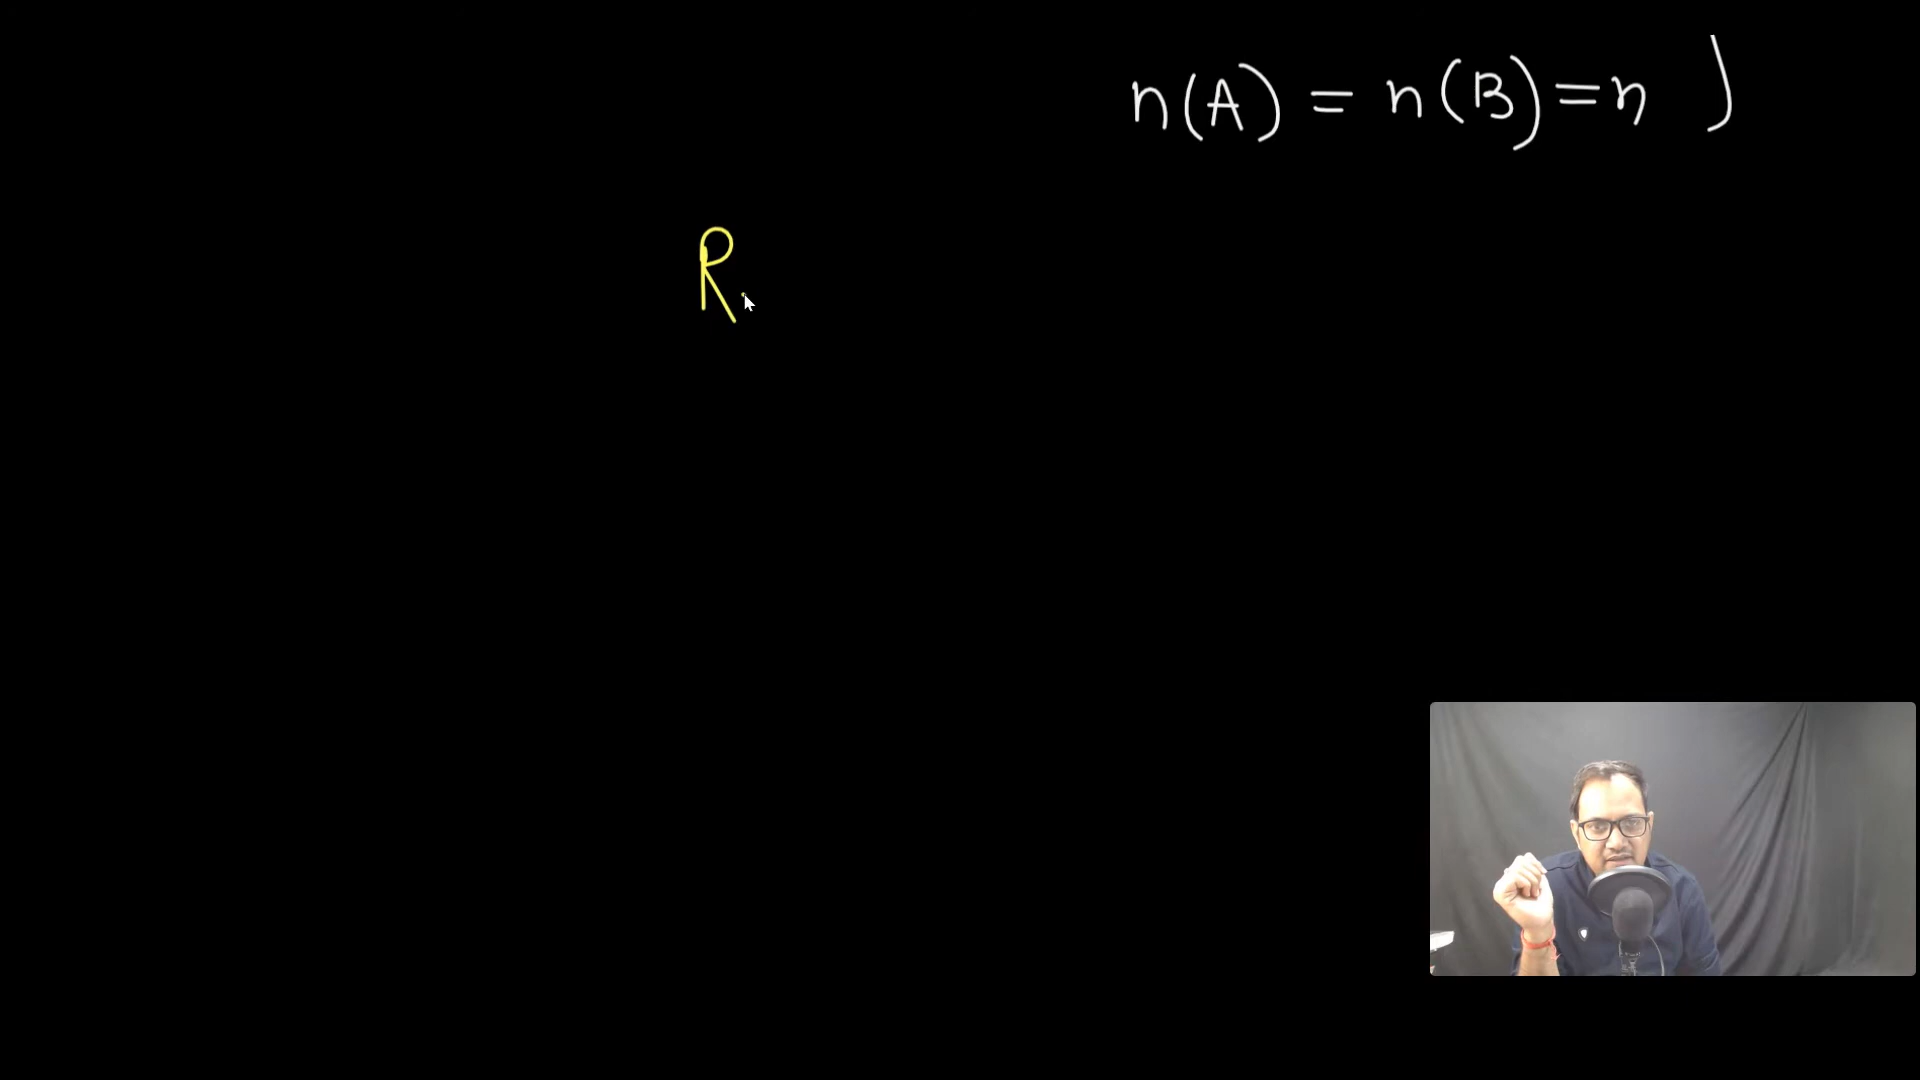 n(A) = n(B) = n )
R